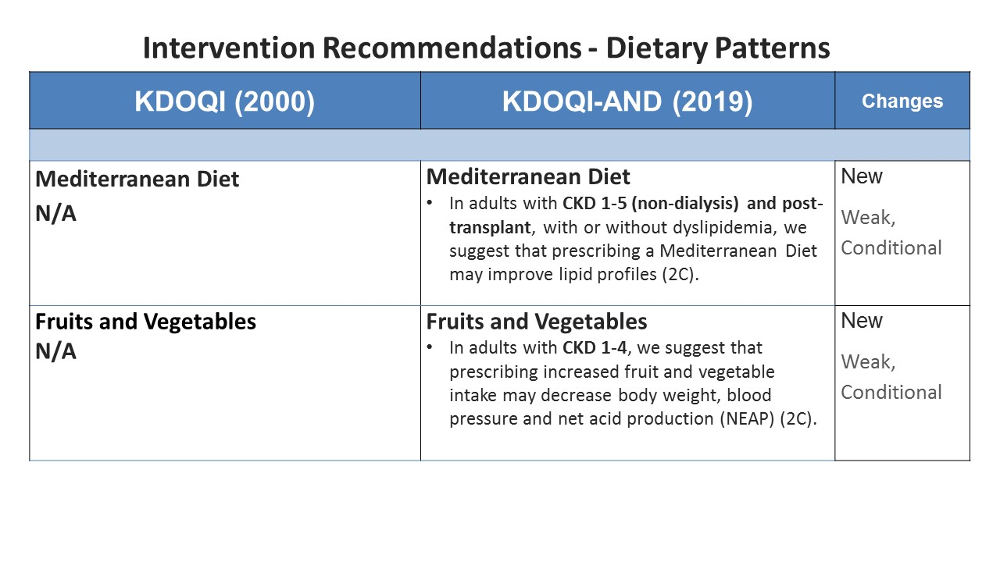 Intervention Recommendations - Dietary Patterns
KDOQI (2000)
KDOQI-AND (2019)
Changes
Mediterranean Diet
N/A
Mediterranean Diet
• In adults with CKD 1-5 (non-dialysis) and post-
transplant, with or without dyslipidemia, we
suggest that prescribing a Mediterranean Diet
may improve lipid profiles (2C).
New
Weak,
Conditional
Fruits and Vegetables
N/A
Fruits and Vegetables
• In adults with CKD 1-4, we suggest that
prescribing increased fruit and vegetable
intake may decrease body weight, blood
pressure and net acid production (NEAP) (2C).
New
Weak,
Conditional